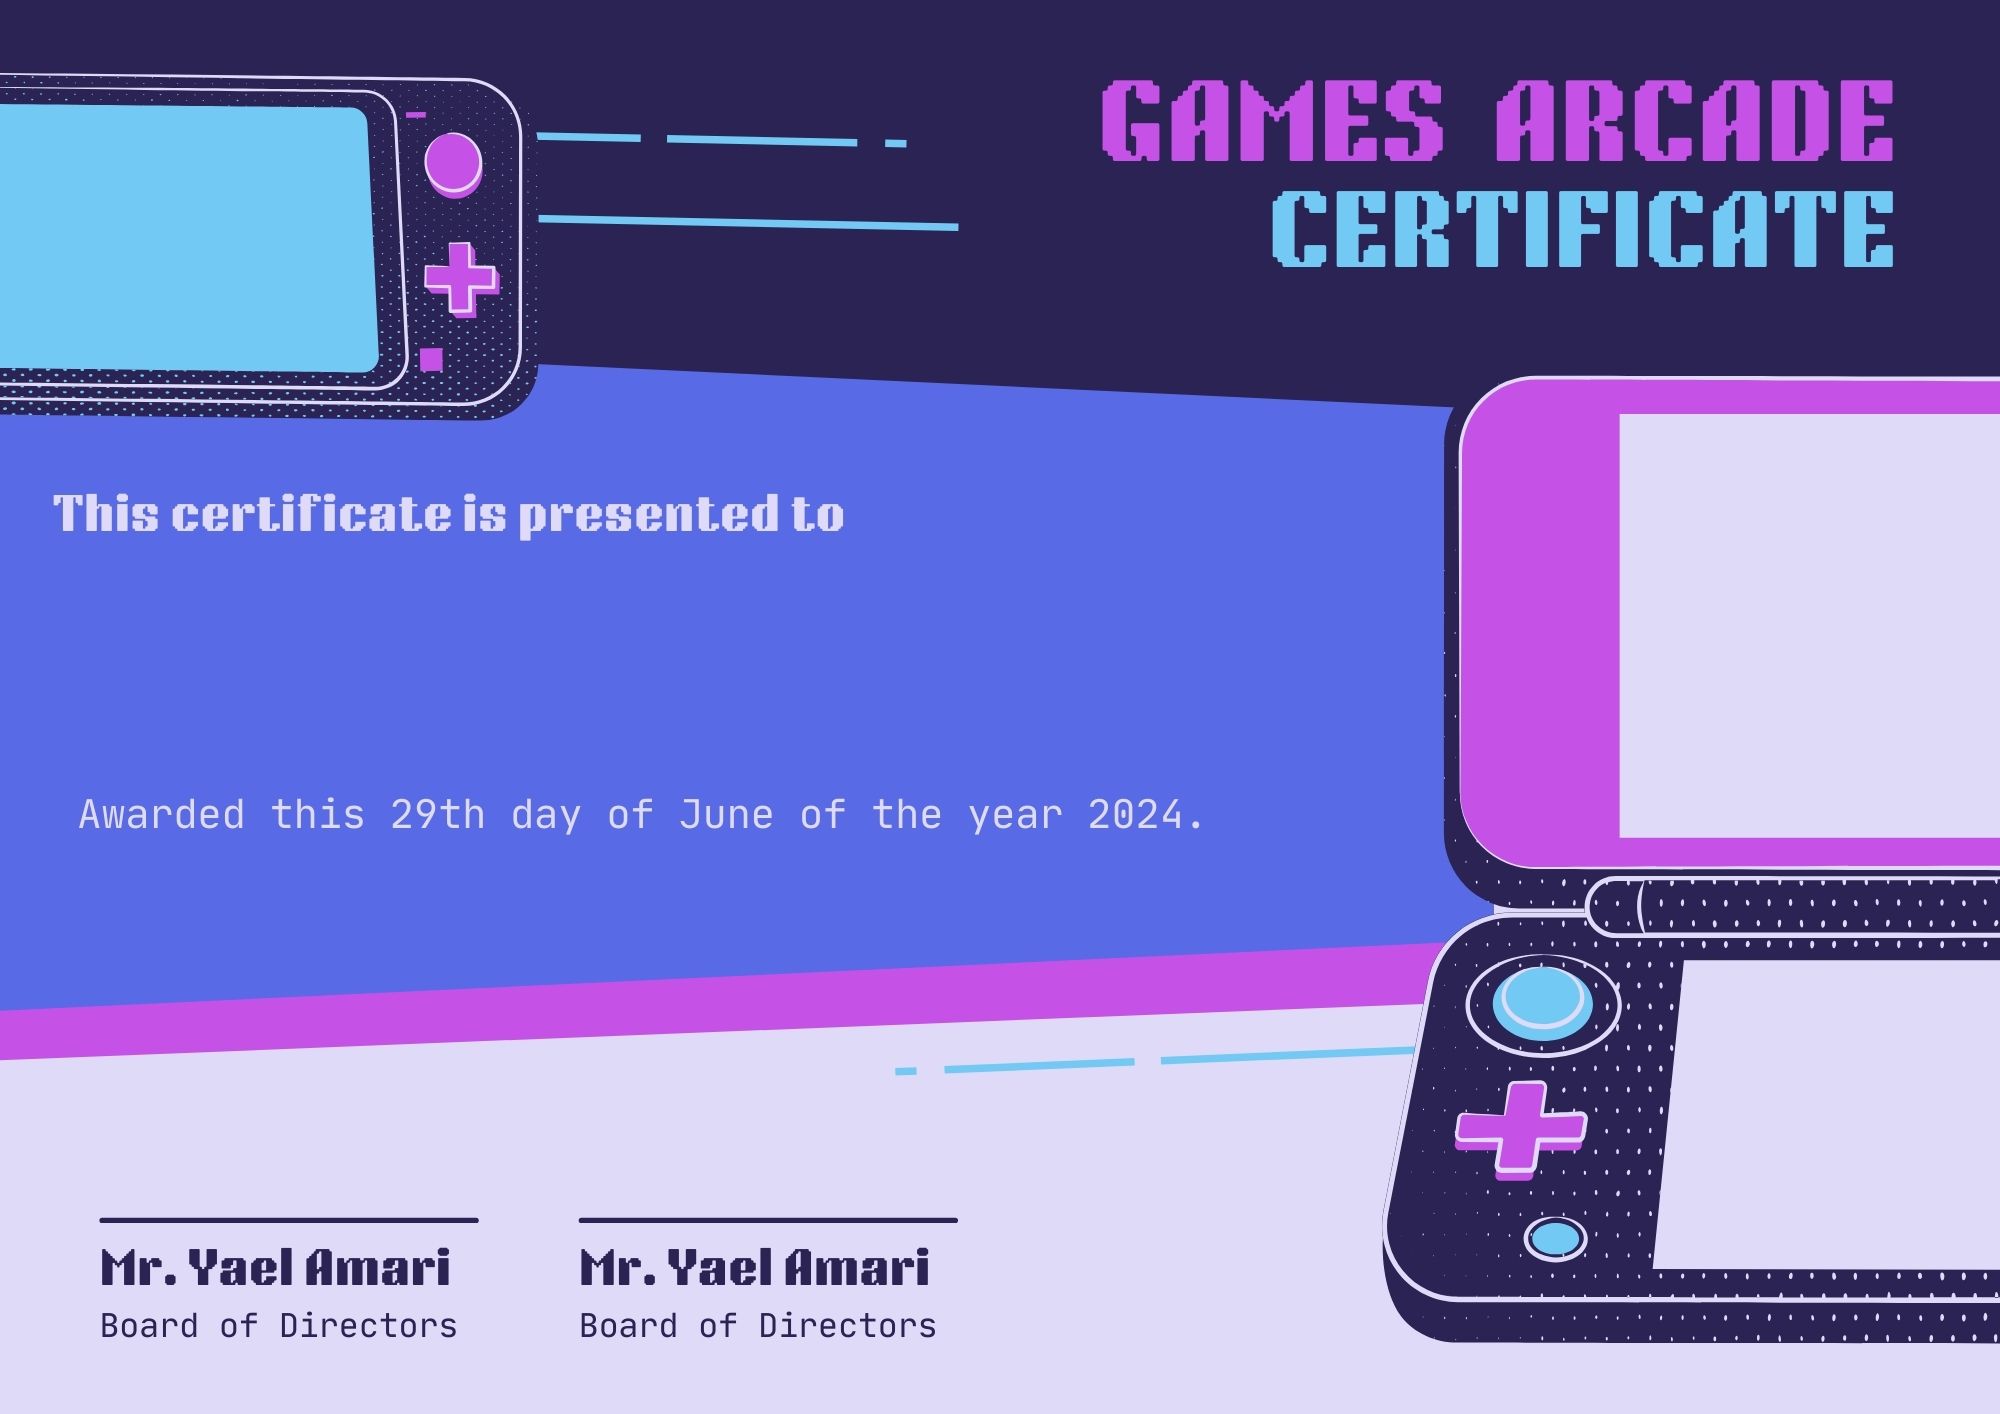 GAMES ARCADE
CERTIFICATE
This certificate is presented to
Awarded this 29th day of June of the year 2024.
Mr. Yael Amari
Board of Directors
Mr. Yael Amari
Board of Directors